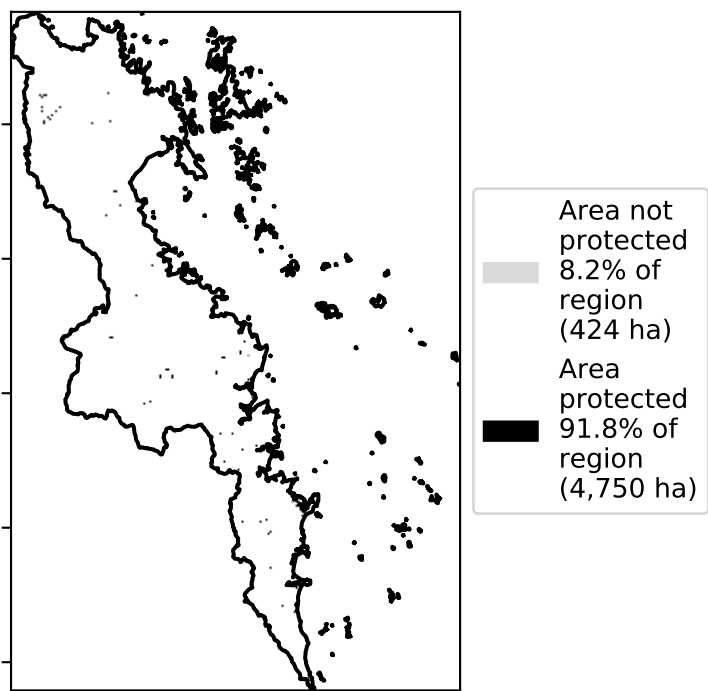 Area not
protected
8.2% of
region
(424 ha)
Area
protected
91.8% of
region
(4,750 ha)